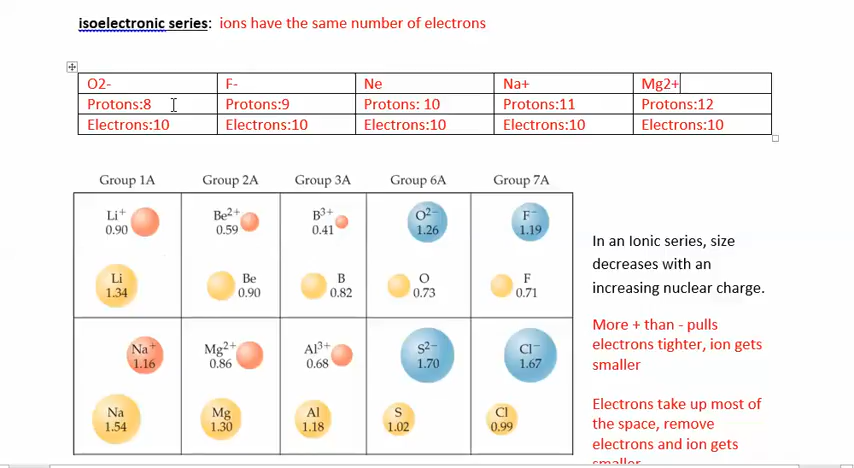 isoelectronic series: ions have the same number of electrons
O2- F- Ne Na+ Mg2+
Protons:8 Protons:9 Protons: 10 Protons:11 Protons:12
Electrons:10 Electrons:10 Electrons:10 Electrons:10 Electrons:10
Group 1A Group 2A Group 3A Group 6A Group 7A
Li⁺ Be²⁺ B³⁺ O²⁻ F⁻
0.90 0.59 0.41 1.26 1.19
Li Be B O F
1.34 0.90 0.82 0.73 0.71
Na⁺ Mg²⁺ Al³⁺ S²⁻ Cl⁻
1.16 0.86 0.68 1.70 1.67
Na Mg Al S Cl
1.54 1.30 1.18 1.02 0.99
In an Ionic series, size
decreases with an
increasing nuclear charge.
More + than - pulls
electrons tighter, ion gets
smaller
Electrons take up most of
the space, remove
electrons and ion gets
smaller